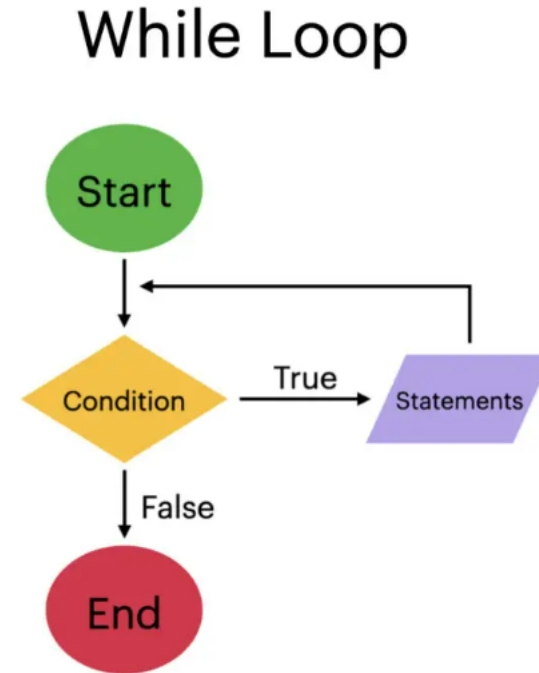 While Loop
Start
Condition
True
Statements
False
End